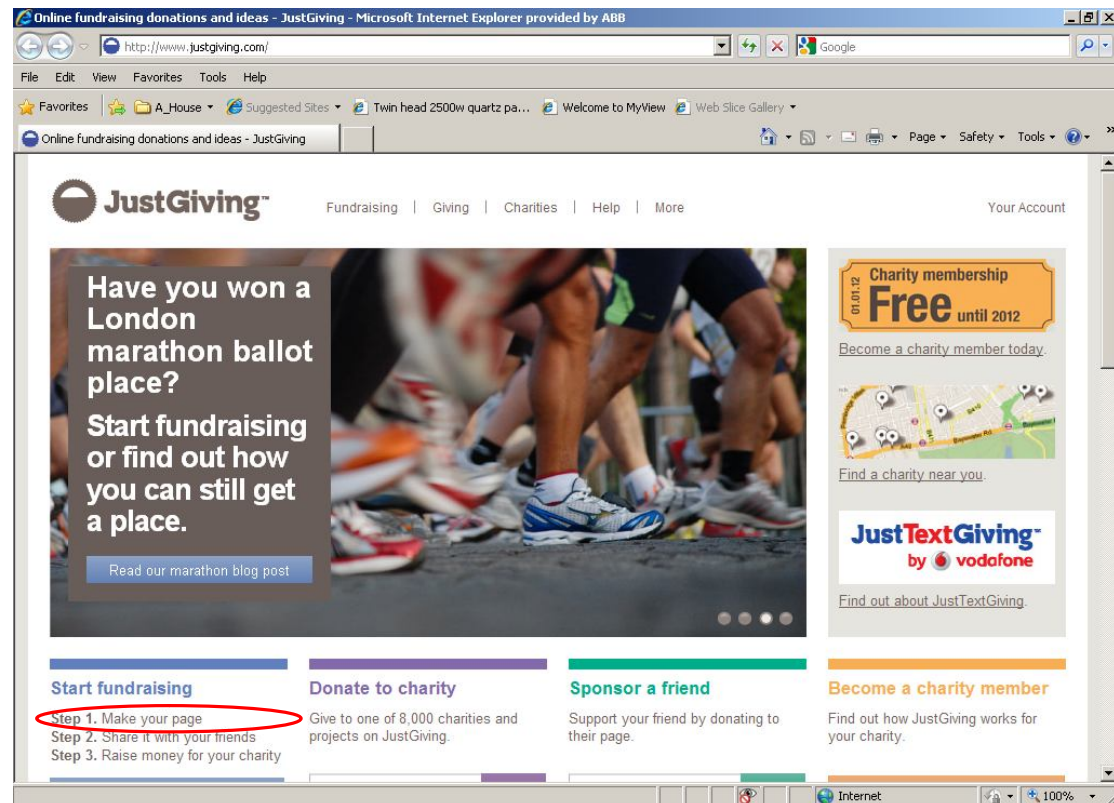 Online fundraising donations and ideas - JustGiving - Microsoft Internet Explorer provided by ABB
http://www.justgiving.com/
Google
File Edit View Favorites Tools Help
Favorites A_House Suggested Sites Twin head 2500w quartz pa... Welcome to MyView Web Slice Gallery
Online fundraising donations and ideas - JustGiving
Page Safety Tools »
JustGiving™
Fundraising | Giving | Charities | Help | More
Your Account
Have you won a
London
marathon ballot
place?
Start fundraising
or find out how
you can still get
a place.
Read our marathon blog post
01.01.12
Charity membership
Free until 2012
Become a charity member today.
Find a charity near you.
JustTextGiving™
by vodafone
Find out about JustTextGiving.
Start fundraising
Step 1. Make your page
Step 2. Share it with your friends
Step 3. Raise money for your charity
Donate to charity
Give to one of 8,000 charities and
projects on JustGiving.
Sponsor a friend
Support your friend by donating to
their page.
Become a charity member
Find out how JustGiving works for
your charity.
Internet
100%